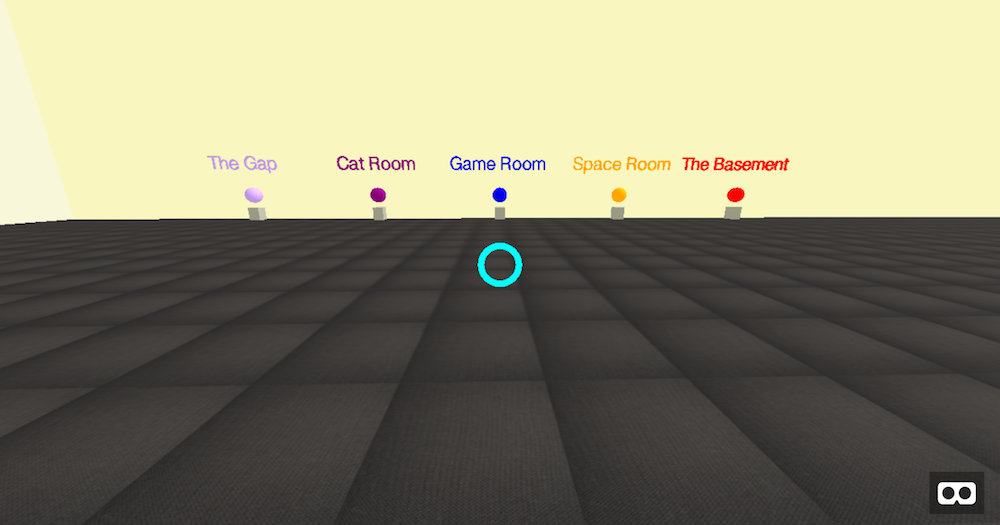 The Gap
Cat Room
Game Room
Space Room
The Basement